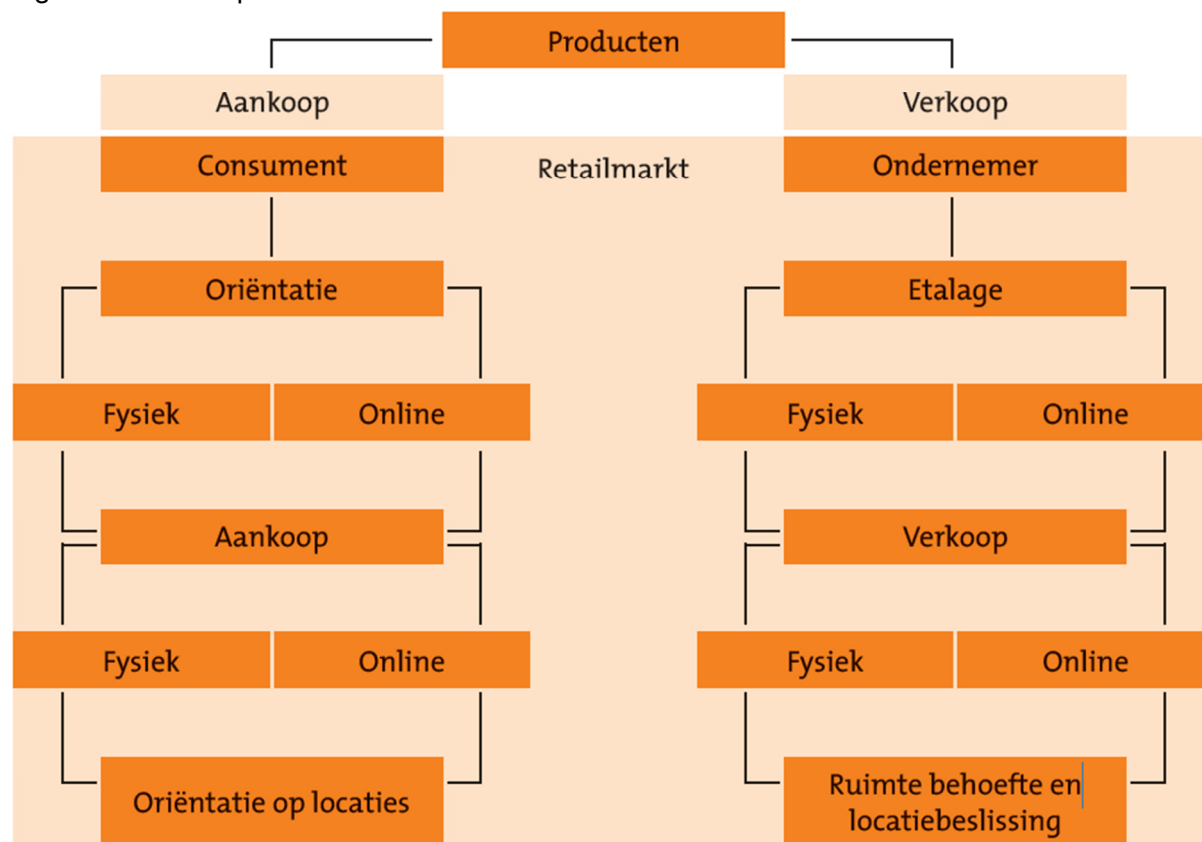 Producten
Aankoop
Verkoop
Consument
Retailmarkt
Ondernemer
Oriëntatie
Etalage
Fysiek
Online
Fysiek
Online
Aankoop
Verkoop
Fysiek
Online
Fysiek
Online
Oriëntatie op locaties
Ruimte behoefte en
locatiebeslissing